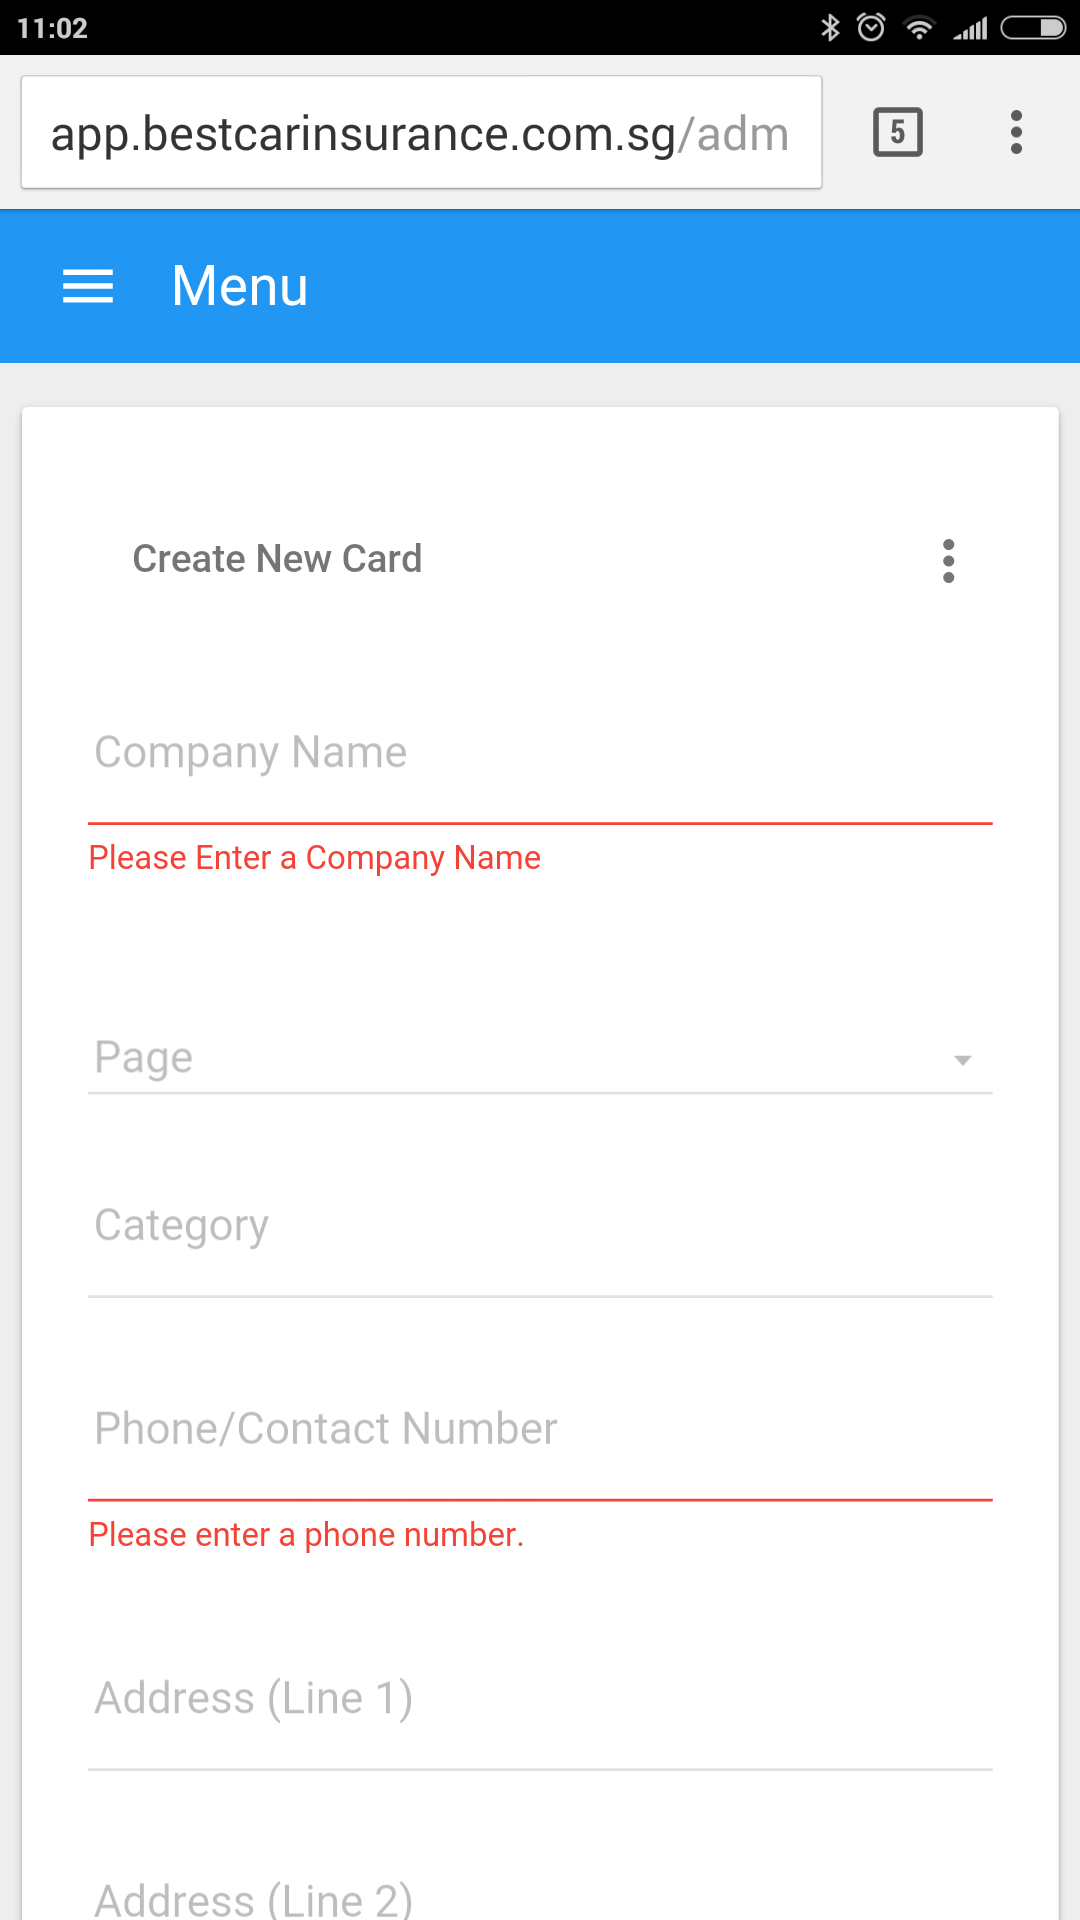 11:02
app.bestcarinsurance.com.sg/adm
5
Menu
Create New Card
Company Name
Please Enter a Company Name
Page
Category
Phone/Contact Number
Please enter a phone number.
Address (Line 1)
Address (Line 2)